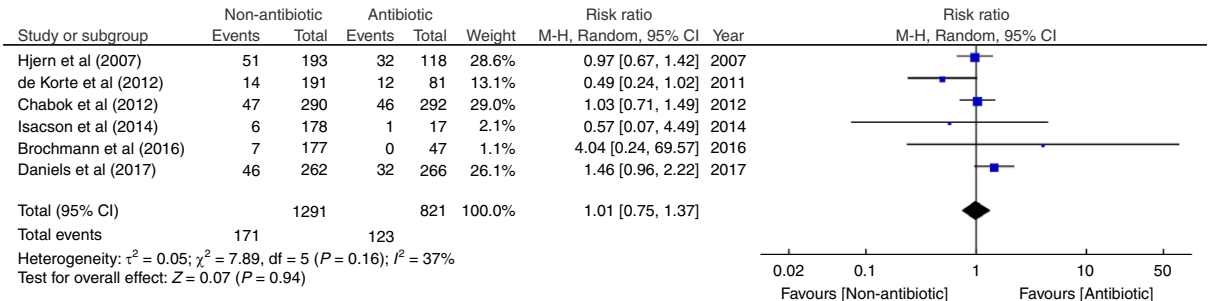 Non-antibiotic Antibiotic Risk ratio Risk ratio
Study or subgroup Events Total Events Total Weight M-H, Random, 95% CI Year M-H, Random, 95% CI
Hjern et al (2007) 51 193 32 118 28.6% 0.97 [0.67, 1.42] 2007
de Korte et al (2012) 14 191 12 81 13.1% 0.49 [0.24, 1.02] 2011
Chabok et al (2012) 47 290 46 292 29.0% 1.03 [0.71, 1.49] 2012
Isacson et al (2014) 6 178 1 17 2.1% 0.57 [0.07, 4.49] 2014
Brochmann et al (2016) 7 177 0 47 1.1% 4.04 [0.24, 69.57] 2016
Daniels et al (2017) 46 262 32 266 26.1% 1.46 [0.96, 2.22] 2017
Total (95% CI) 1291 821 100.0% 1.01 [0.75, 1.37]
Total events 171 123
Heterogeneity: τ² = 0.05; χ² = 7.89, df = 5 (P = 0.16); I² = 37%
Test for overall effect: Z = 0.07 (P = 0.94)
0.02 0.1 1 10 50
Favours [Non-antibiotic] Favours [Antibiotic]